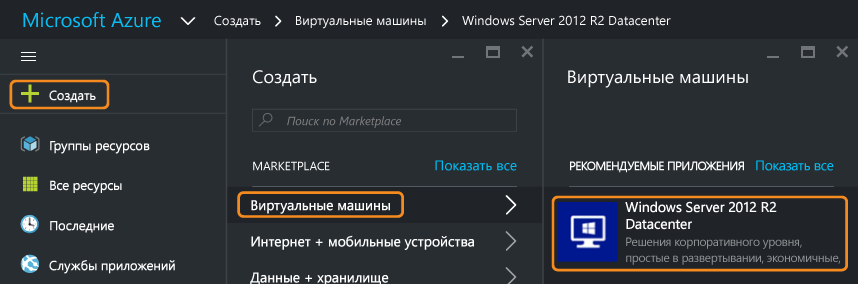 Microsoft Azure Создать Виртуальные машины Windows Server 2012 R2 Datacenter
Создать
Группы ресурсов
Все ресурсы
Последние
Службы приложений
Создать
Поиск по Marketplace
MARKETPLACE Показать все
Виртуальные машины
Интернет + мобильные устройства
Данные + хранилище
Виртуальные машины
РЕКОМЕНДУЕМЫЕ ПРИЛОЖЕНИЯ Показать все
Windows Server 2012 R2
Datacenter
Решения корпоративного уровня,
простые в развертывании, экономичные,